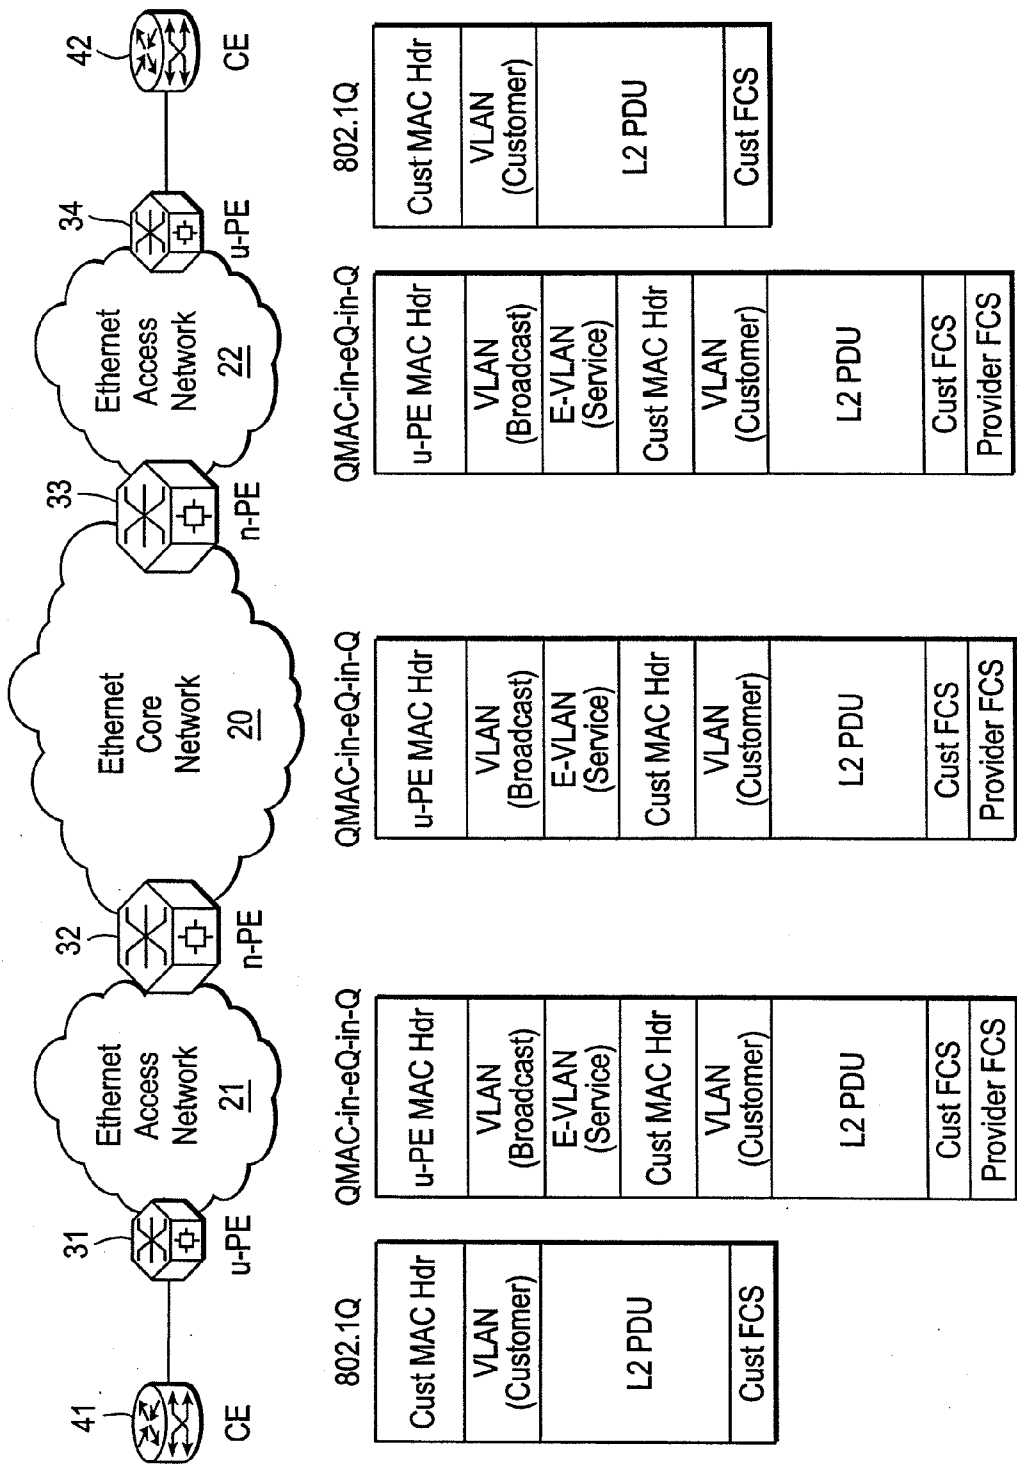 41
CE
31
u-PE
Ethernet
Access
Network
21
32
n-PE
Ethernet
Core
Network
20
33
n-PE
Ethernet
Access
Network
22
34
u-PE
42
CE
802.1Q
Cust MAC Hdr
VLAN
(Customer)
L2 PDU
Cust FCS
QMAC-in-eQ-in-Q
u-PE MAC Hdr
VLAN
(Broadcast)
E-VLAN
(Service)
Cust MAC Hdr
VLAN
(Customer)
L2 PDU
Cust FCS
Provider FCS
QMAC-in-eQ-in-Q
u-PE MAC Hdr
VLAN
(Broadcast)
E-VLAN
(Service)
Cust MAC Hdr
VLAN
(Customer)
L2 PDU
Cust FCS
Provider FCS
QMAC-in-eQ-in-Q
u-PE MAC Hdr
VLAN
(Broadcast)
E-VLAN
(Service)
Cust MAC Hdr
VLAN
(Customer)
L2 PDU
Cust FCS
Provider FCS
802.1Q
Cust MAC Hdr
VLAN
(Customer)
L2 PDU
Cust FCS